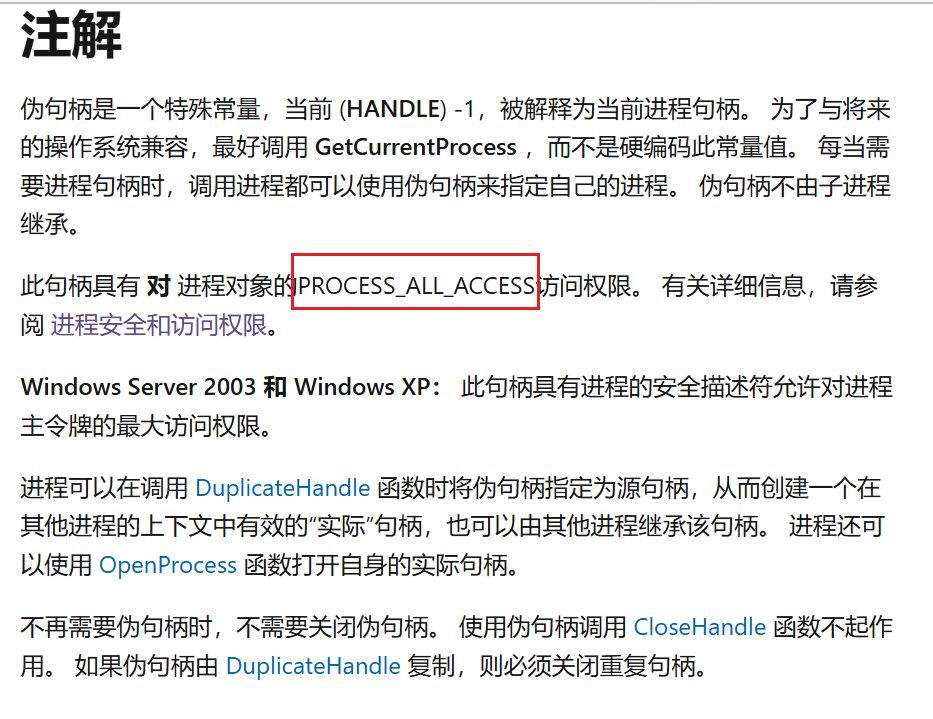 注解
伪句柄是一个特殊常量，当前 (HANDLE) -1，被解释为当前进程句柄。 为了与将来
的操作系统兼容，最好调用 GetCurrentProcess ，而不是硬编码此常量值。 每当需
要进程句柄时，调用进程都可以使用伪句柄来指定自己的进程。 伪句柄不由子进程
继承。
此句柄具有 对 进程对象的PROCESS_ALL_ACCESS访问权限。 有关详细信息，请参
阅 进程安全和访问权限。
Windows Server 2003 和 Windows XP： 此句柄具有进程的安全描述符允许对进程
主令牌的最大访问权限。
进程可以在调用 DuplicateHandle 函数时将伪句柄指定为源句柄，从而创建一个在
其他进程的上下文中有效的“实际”句柄，也可以由其他进程继承该句柄。 进程还可
以使用 OpenProcess 函数打开自身的实际句柄。
不再需要伪句柄时，不需要关闭伪句柄。 使用伪句柄调用 CloseHandle 函数不起作
用。 如果伪句柄由 DuplicateHandle 复制，则必须关闭重复句柄。